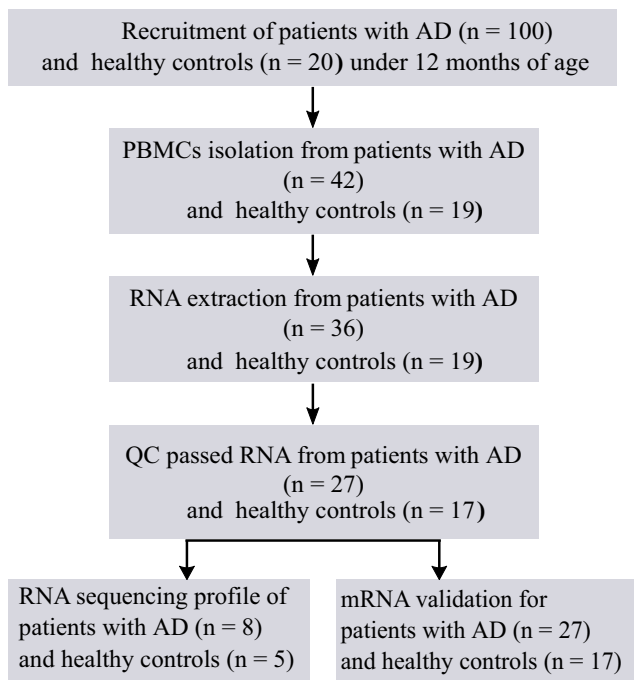 Recruitment of patients with AD (n = 100)
and healthy controls (n = 20) under 12 months of age
PBMCs isolation from patients with AD
(n = 42)
and healthy controls (n = 19)
RNA extraction from patients with AD
(n = 36)
and healthy controls (n = 19)
QC passed RNA from patients with AD
(n = 27)
and healthy controls (n = 17)
RNA sequencing profile of
patients with AD (n = 8)
and healthy controls (n = 5)
mRNA validation for
patients with AD (n = 27)
and healthy controls (n = 17)